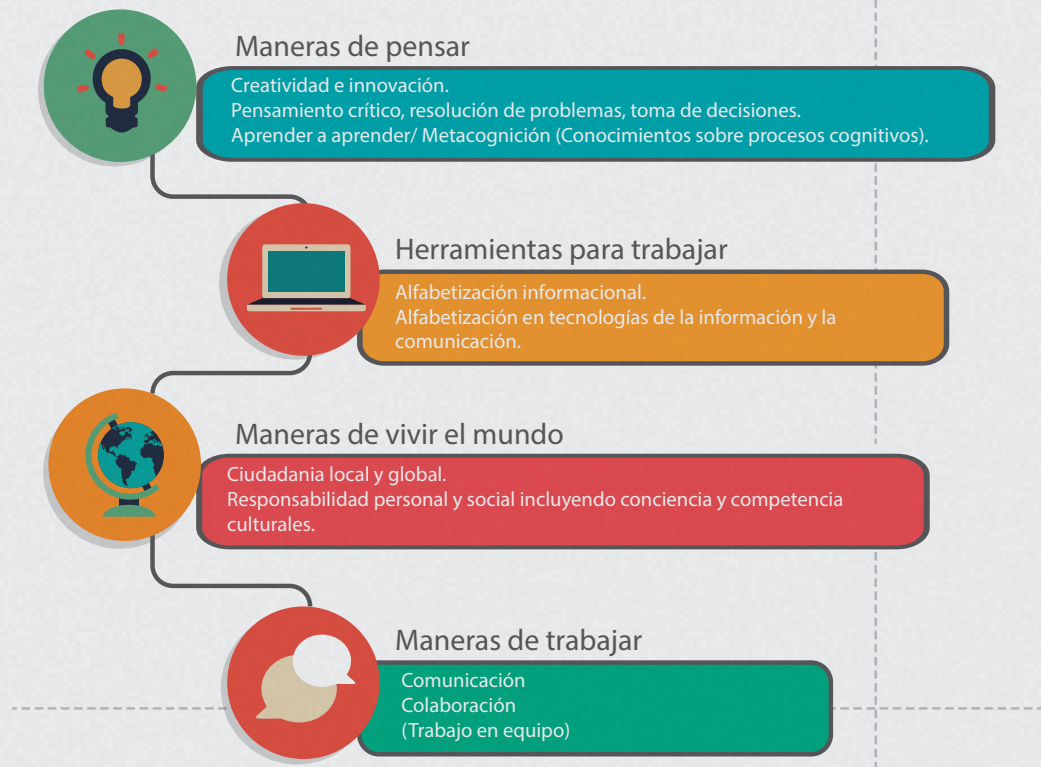 Maneras de pensar
Creatividad e innovación.
Pensamiento crítico, resolución de problemas, toma de decisiones.
Aprender a aprender/ Metacognición (Conocimientos sobre procesos cognitivos).
Herramientas para trabajar
Alfabetización informacional.
Alfabetización en tecnologías de la información y la
comunicación.
Maneras de vivir el mundo
Ciudadania local y global.
Responsabilidad personal y social incluyendo conciencia y competencia
culturales.
Maneras de trabajar
Comunicación
Colaboración
(Trabajo en equipo)